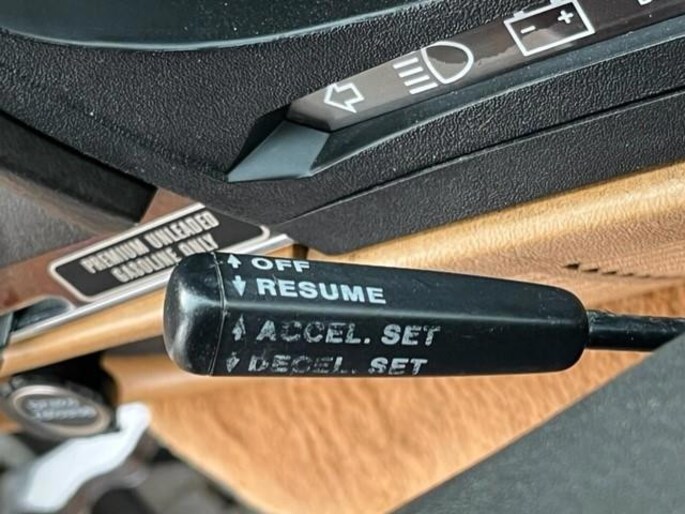 PREMIUM UNLEADED
GASOLINE ONLY
OFF
RESUME
ACCEL. SET
DECEL. SET